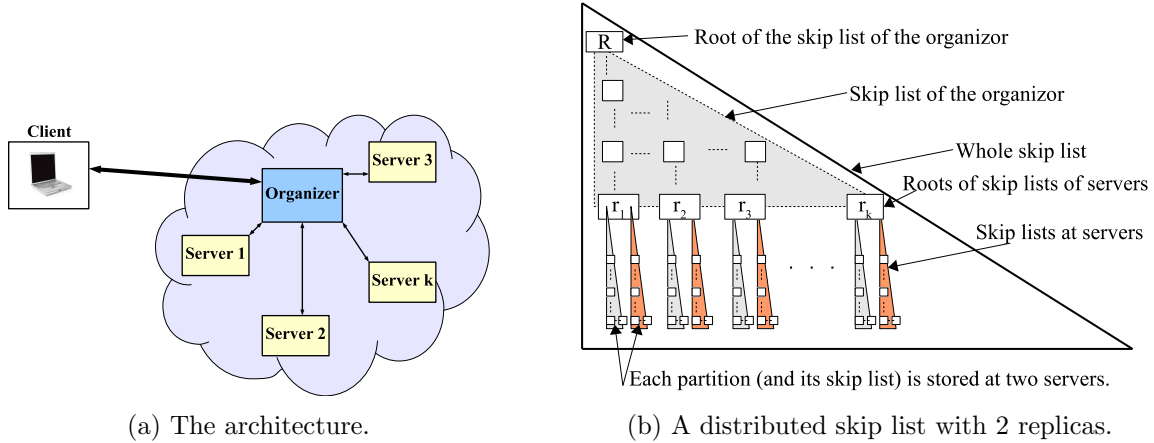 Client
Organizer
Server 3
Server 1
Server k
Server 2
(a) The architecture.
R
Root of the skip list of the organizor
Skip list of the organizor
Whole skip list
Roots of skip lists of servers
r1
r2
r3
rk
Skip lists at servers
. . .
Each partition (and its skip list) is stored at two servers.
(b) A distributed skip list with 2 replicas.